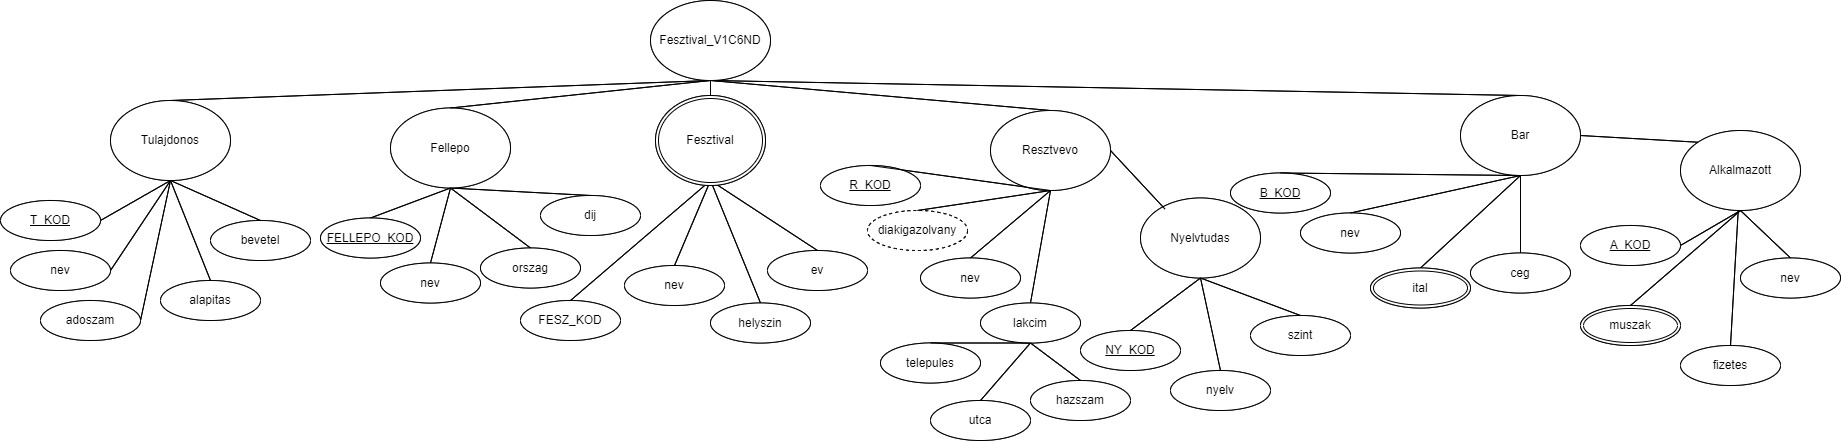 Fesztival_V1C6ND
Tulajdonos
Fellepo
Fesztival
Resztvevo
Bar
Alkalmazott
T_KOD
nev
adoszam
alapitas
bevetel
FELLEPO_KOD
nev
orszag
dij
FESZ_KOD
nev
helyszin
ev
R_KOD
diakigazolvany
nev
lakcim
telepules
utca
hazszam
Nyelvtudas
NY_KOD
nyelv
szint
B_KOD
nev
ital
ceg
A_KOD
muszak
fizetes
nev